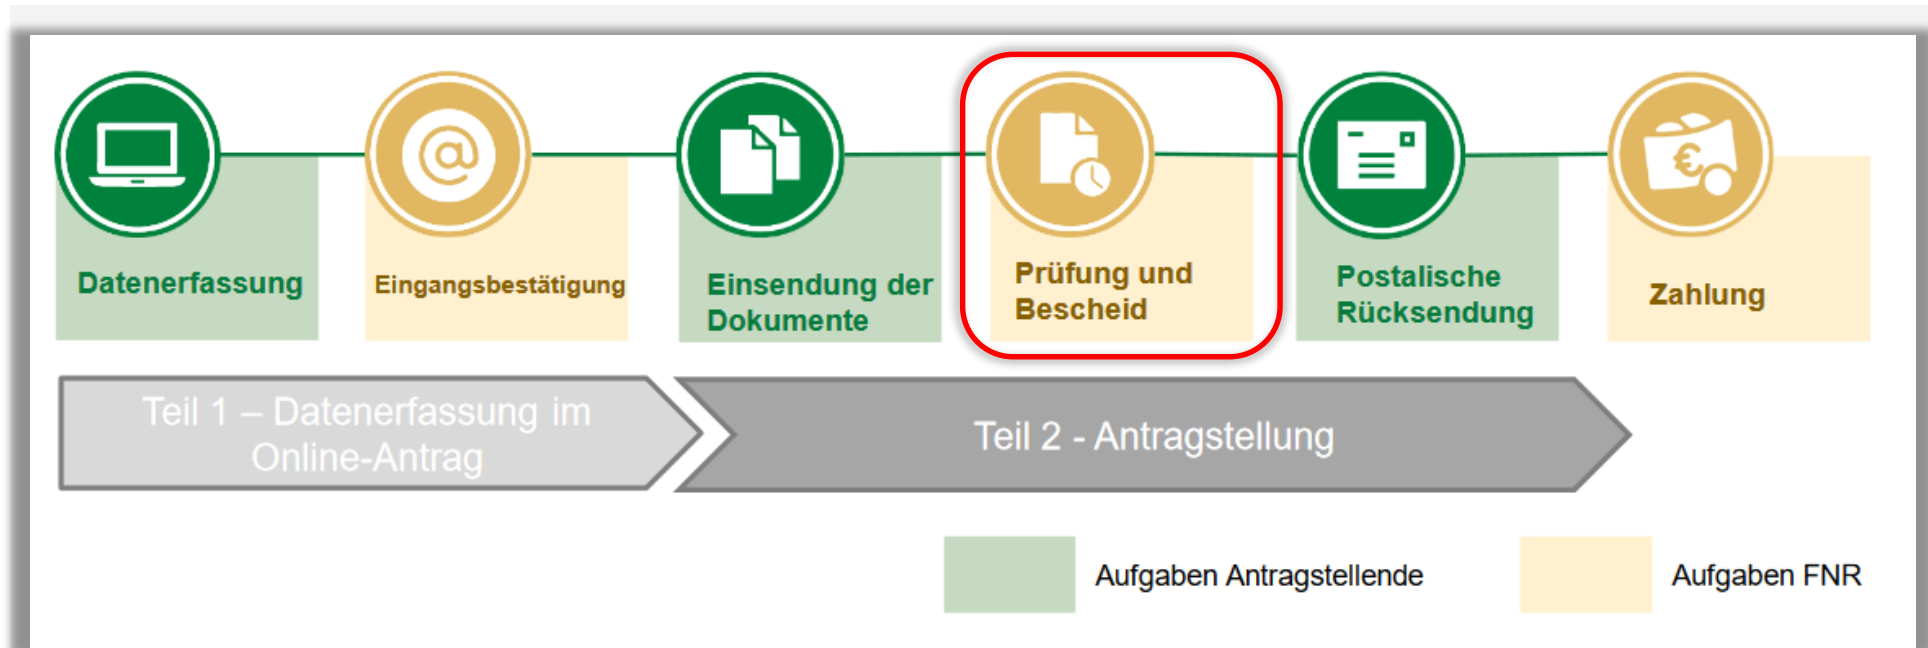 Datenerfassung
Eingangsbestätigung
Einsendung der
Dokumente
Prüfung und
Bescheid
Postalische
Rücksendung
Zahlung
Teil 1 – Datenerfassung im
Online-Antrag
Teil 2 - Antragstellung
Aufgaben Antragstellende
Aufgaben FNR